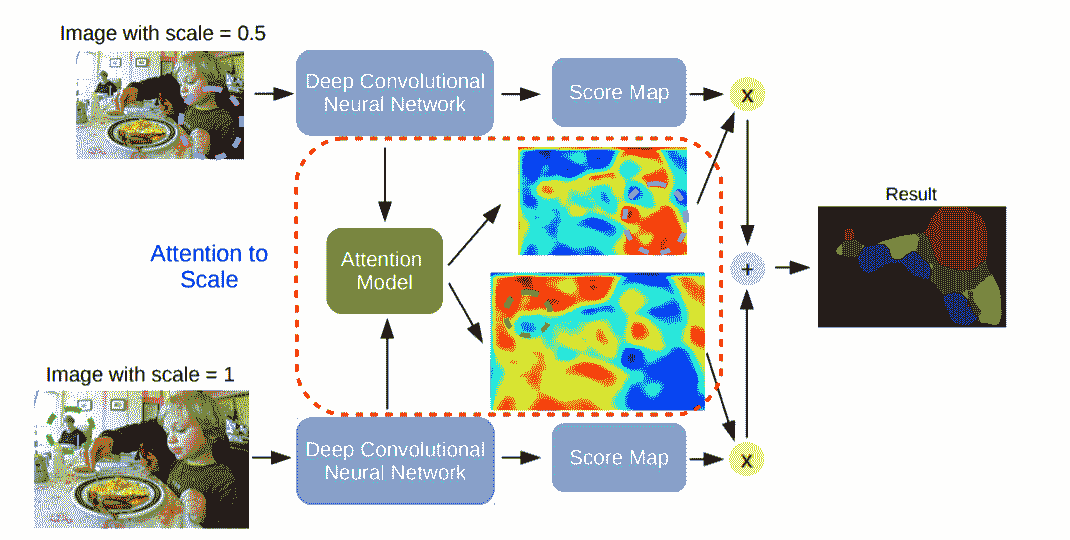 Image with scale = 0.5
Deep Convolutional
Neural Network
Score Map
x
Attention to
Scale
Attention
Model
+
Result
Image with scale = 1
Deep Convolutional
Neural Network
Score Map
x